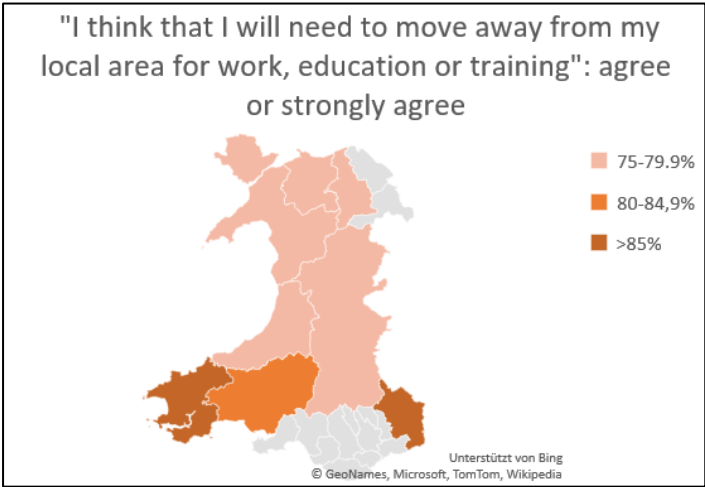 "I think that I will need to move away from my
local area for work, education or training": agree
or strongly agree
75-79.9%
80-84,9%
>85%
Unterstützt von Bing
© GeoNames, Microsoft, TomTom, Wikipedia